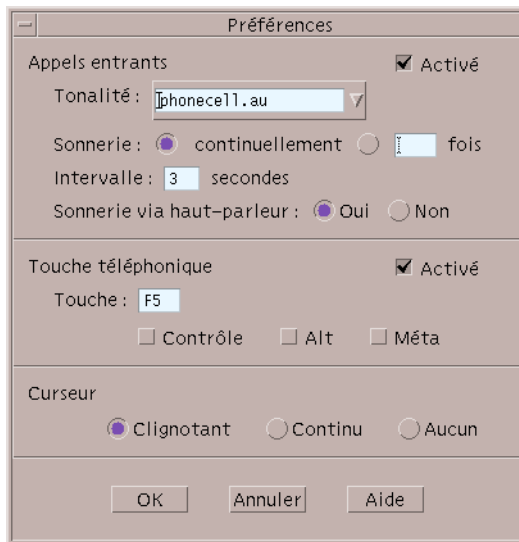 Préférences
Appels entrants Activé
Tonalité : phonecell.au
Sonnerie : continuellement fois
Intervalle : 3 secondes
Sonnerie via haut-parleur : Oui Non
Touche téléphonique Activé
Touche : F5
Contrôle Alt Méta
Curseur
Clignotant Continu Aucun
OK Annuler Aide